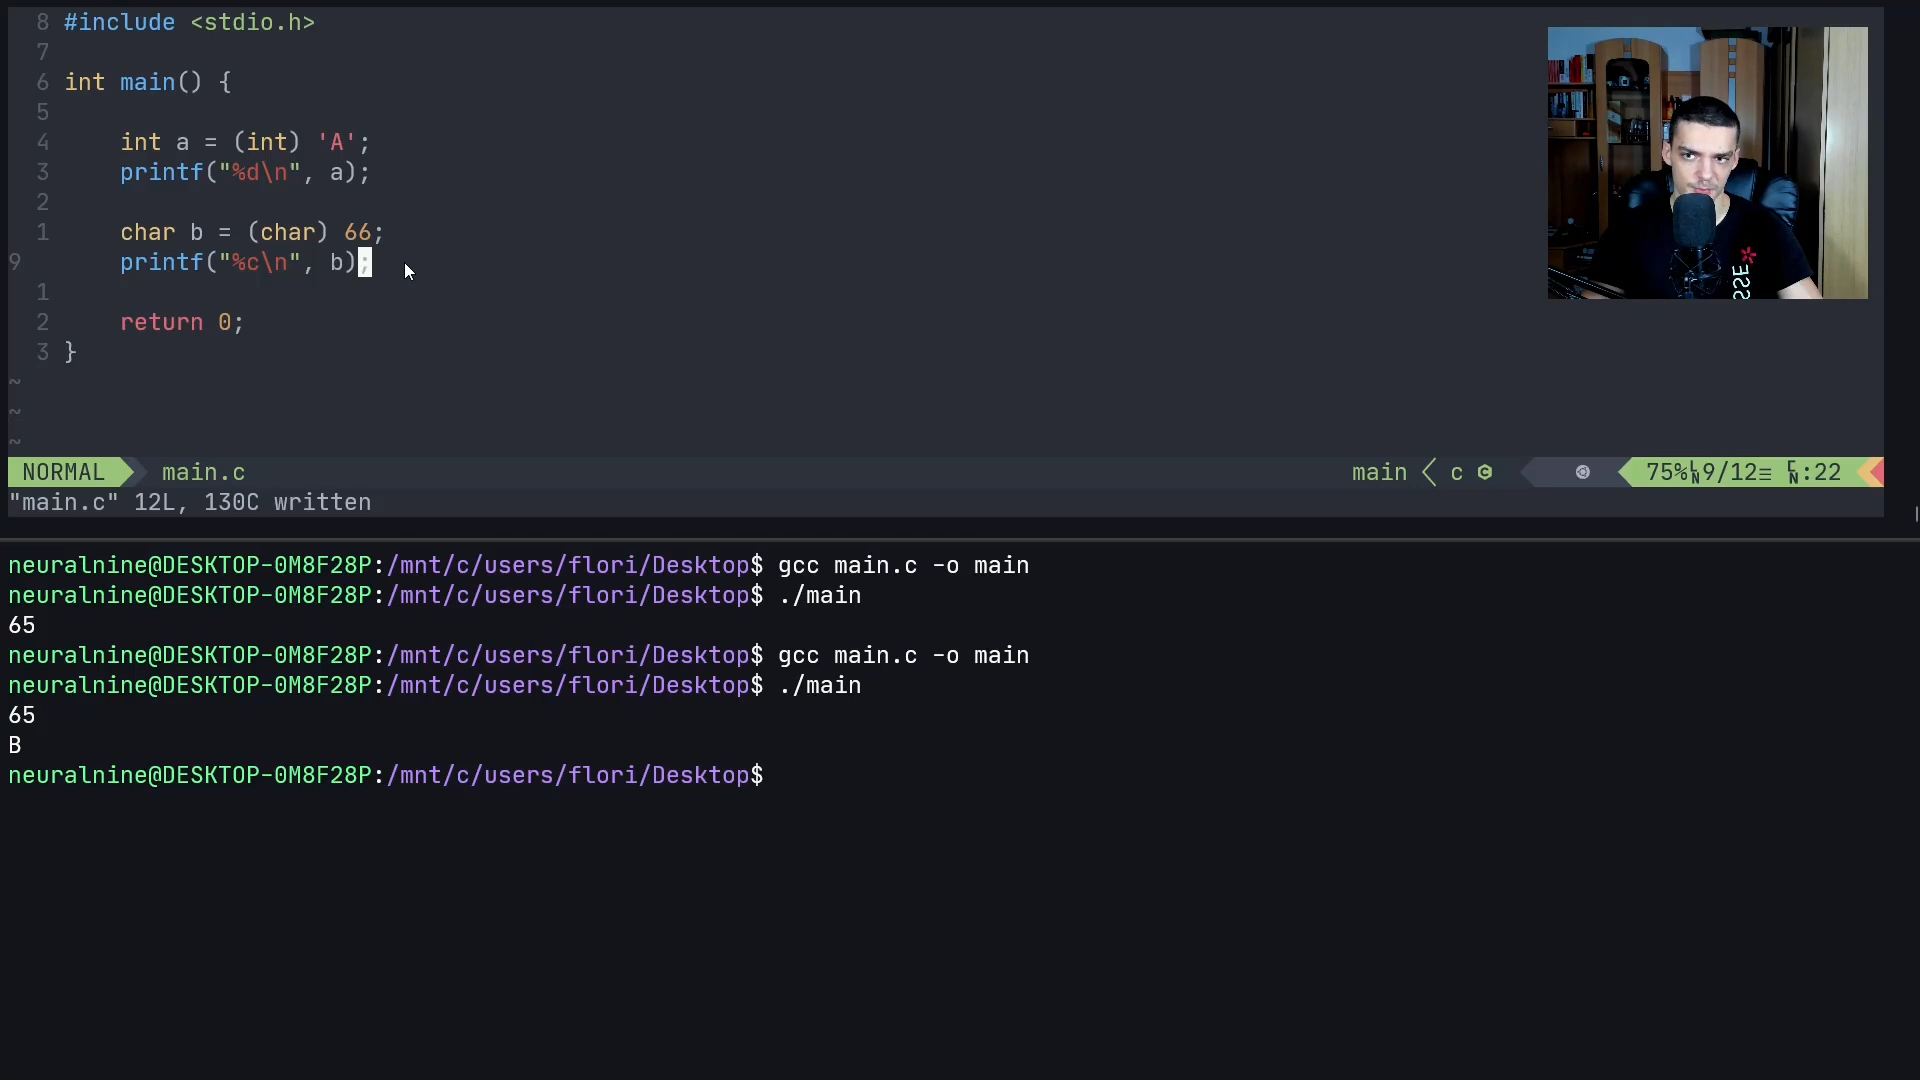 8 #include <stdio.h>
7
6 int main() {
5
4 int a = (int) 'A';
3 printf("%d\n", a);
2
1 char b = (char) 66;
9 printf("%c\n", b);
1
2 return 0;
3 }
~
~
~
NORMAL main.c main < c 75% LN 9/12≡ CN:22
"main.c" 12L, 130C written
neuralnine@DESKTOP-0M8F28P:/mnt/c/users/flori/Desktop$ gcc main.c -o main
neuralnine@DESKTOP-0M8F28P:/mnt/c/users/flori/Desktop$ ./main
65
neuralnine@DESKTOP-0M8F28P:/mnt/c/users/flori/Desktop$ gcc main.c -o main
neuralnine@DESKTOP-0M8F28P:/mnt/c/users/flori/Desktop$ ./main
65
B
neuralnine@DESKTOP-0M8F28P:/mnt/c/users/flori/Desktop$